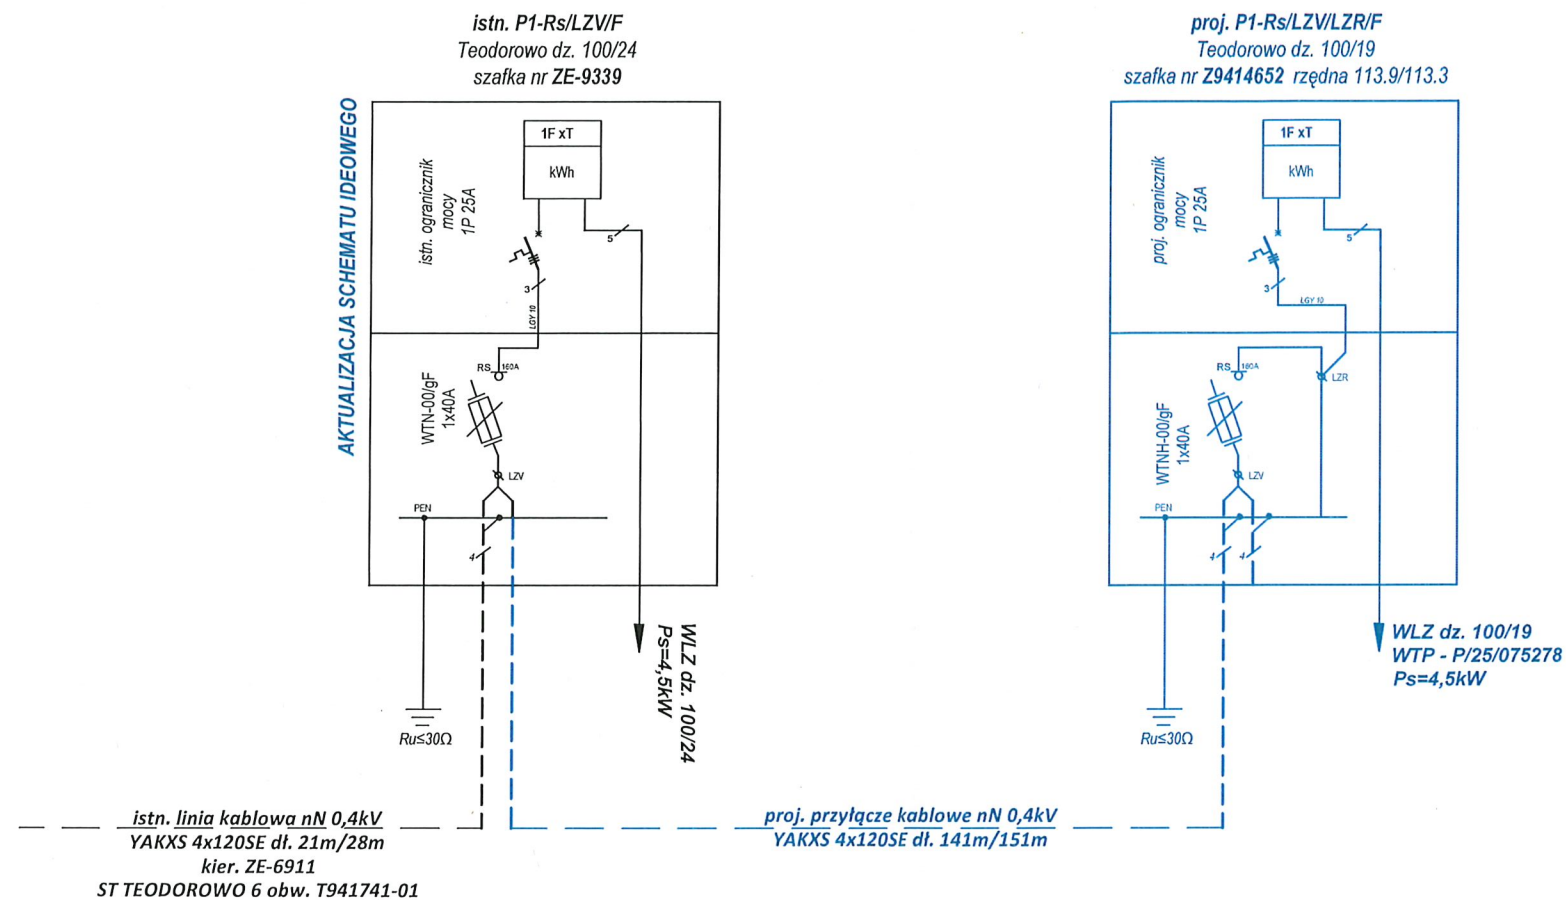 istn. P1-Rs/LZV/F
Teodorowo dz. 100/24
szafka nr ZE-9339
AKTUALIZACJA SCHEMATU IDEOWEGO
1F xT
kWh
istn. ogranicznik
mocy
1P 25A
5
3
LGY 10
RS 160A
WTN-00/gF
1x40A
LZV
PEN
4
Ru≤30Ω
WLZ dz. 100/24
Ps=4,5kW
istn. linia kablowa nN 0,4kV
YAKXS 4x120SE dł. 21m/28m
kier. ZE-6911
ST TEODOROWO 6 obw. T941741-01
proj. przyłącze kablowe nN 0,4kV
YAKXS 4x120SE dł. 141m/151m
proj. P1-Rs/LZV/LZR/F
Teodorowo dz. 100/19
szafka nr Z9414652 rzędna 113.9/113.3
1F xT
kWh
proj. ogranicznik
mocy
1P 25A
5
3
LGY 10
RS 160A
LZR
WTNH-00/gF
1x40A
LZV
PEN
4
4
Ru≤30Ω
WLZ dz. 100/19
WTP - P/25/075278
Ps=4,5kW